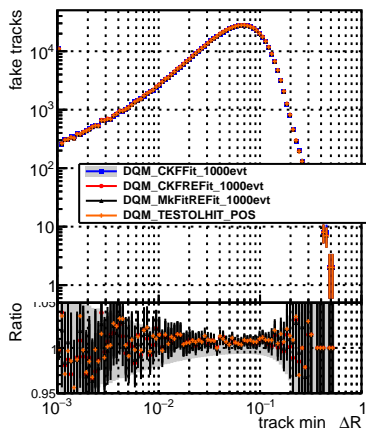 fake tracks
10⁴
10³
10²
10
1
DQM_CKFFit_1000evt
DQM_CKFREFit_1000evt
DQM_MkFitREFit_1000evt
DQM_TESTOLHIT_POS
Ratio
1.05
1
0.95
10⁻³ 10⁻² 10⁻¹ 1
track min ΔR